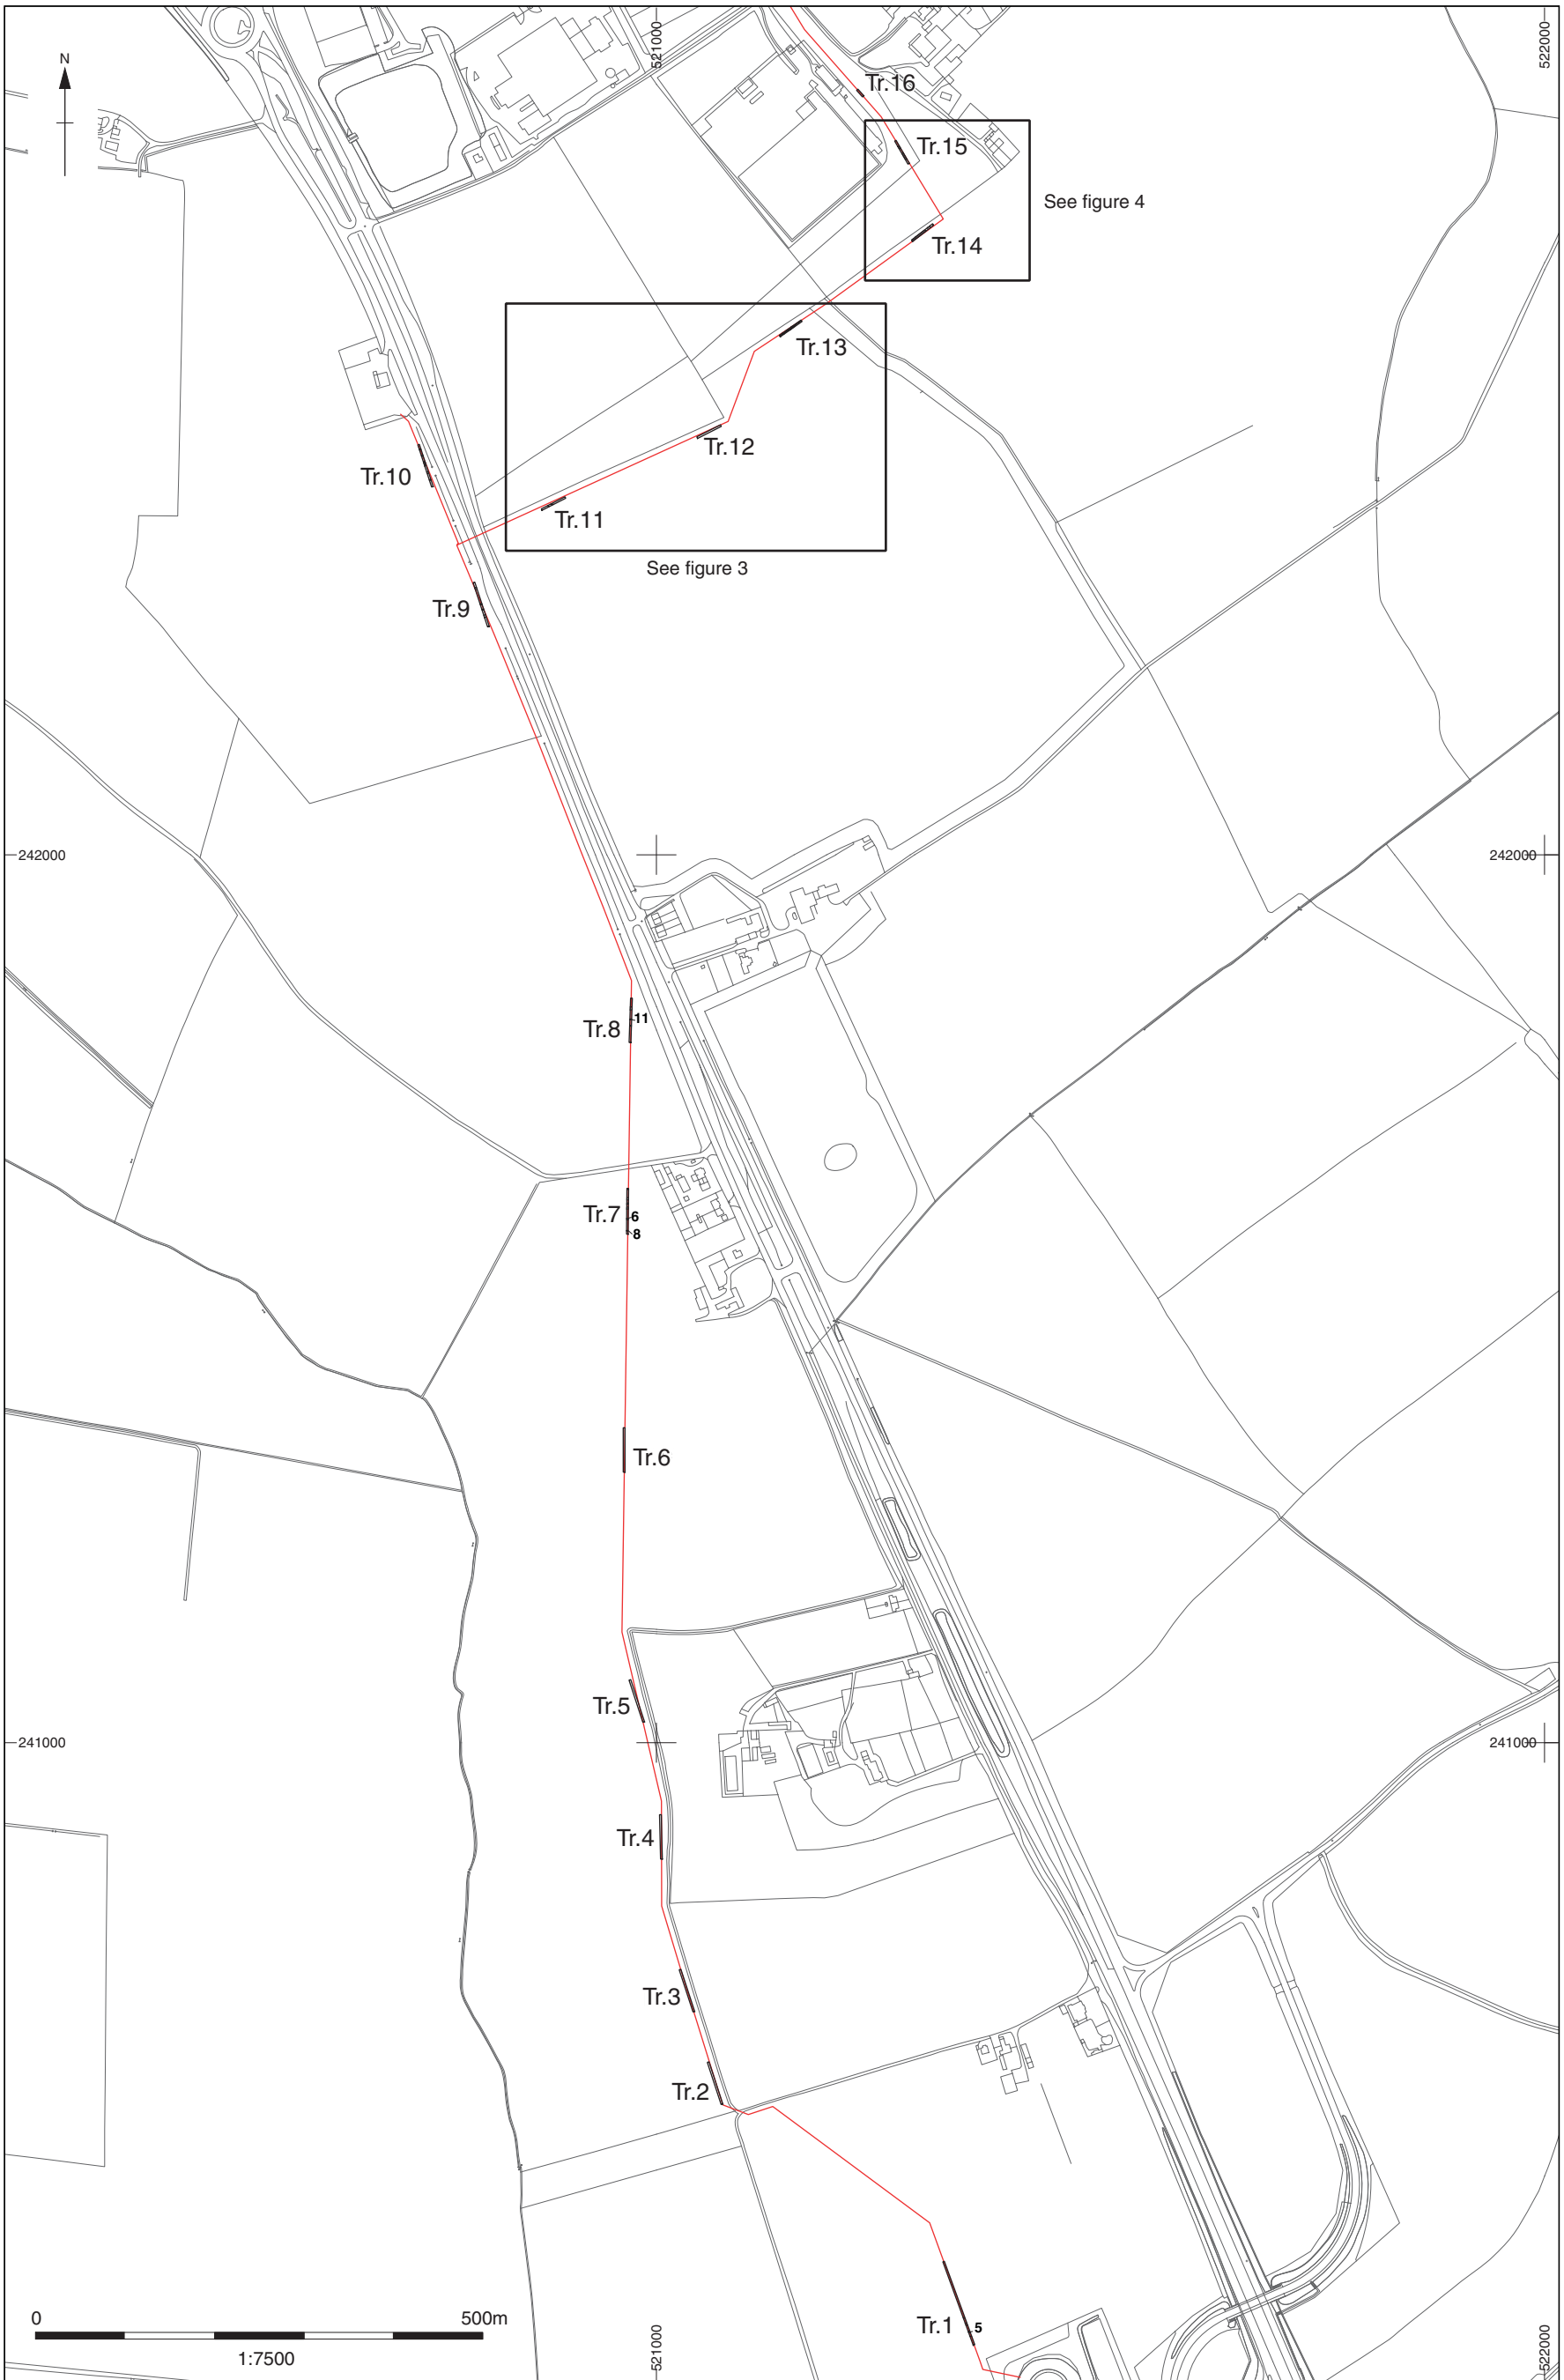 521000
522000
N
Tr.16
Tr.15
See figure 4
Tr.14
Tr.13
Tr.12
Tr.10
Tr.11
See figure 3
Tr.9
242000
242000
11
Tr.8
Tr.7
6
8
Tr.6
Tr.5
241000
241000
Tr.4
Tr.3
Tr.2
0
500m
Tr.1
5
1:7500
521000
522000